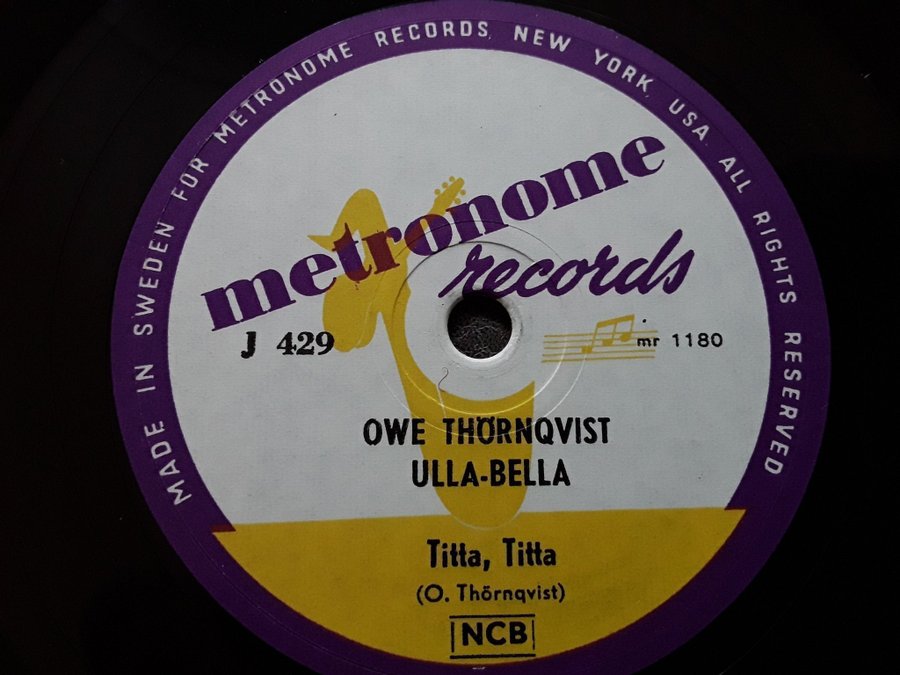 MADE IN SWEDEN FOR METRONOME RECORDS, NEW YORK, USA. ALL RIGHTS RESERVED
metronome
records
J 429
mr 1180
OWE THÖRNQVIST
ULLA-BELLA
Titta, Titta
(O. Thörnqvist)
NCB